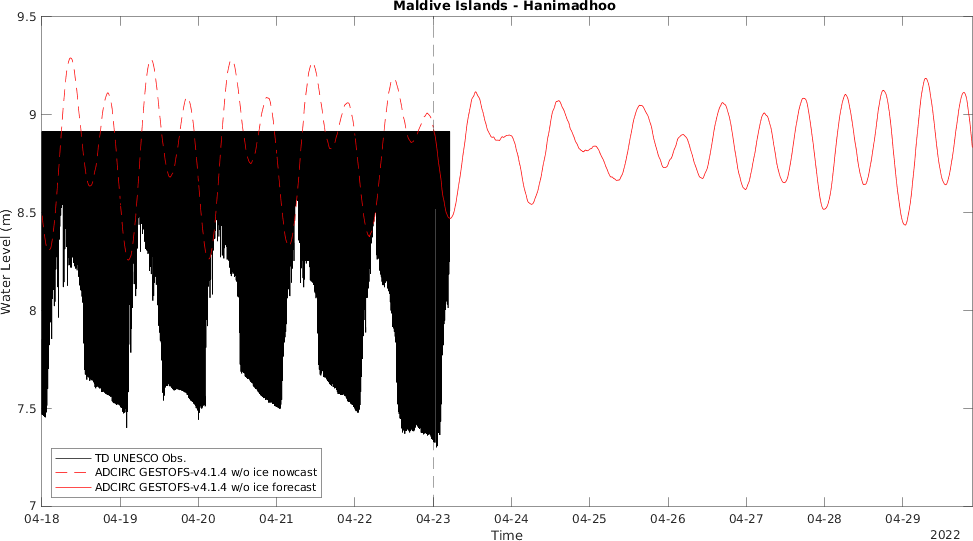 Maldive Islands - Hanimadhoo
9.5
9
8.5
8
7.5
7
Water Level (m)
TD UNESCO Obs.
ADCIRC GESTOFS-v4.1.4 w/o ice nowcast
ADCIRC GESTOFS-v4.1.4 w/o ice forecast
04-18 04-19 04-20 04-21 04-22 04-23 04-24 04-25 04-26 04-27 04-28 04-29
Time
2022